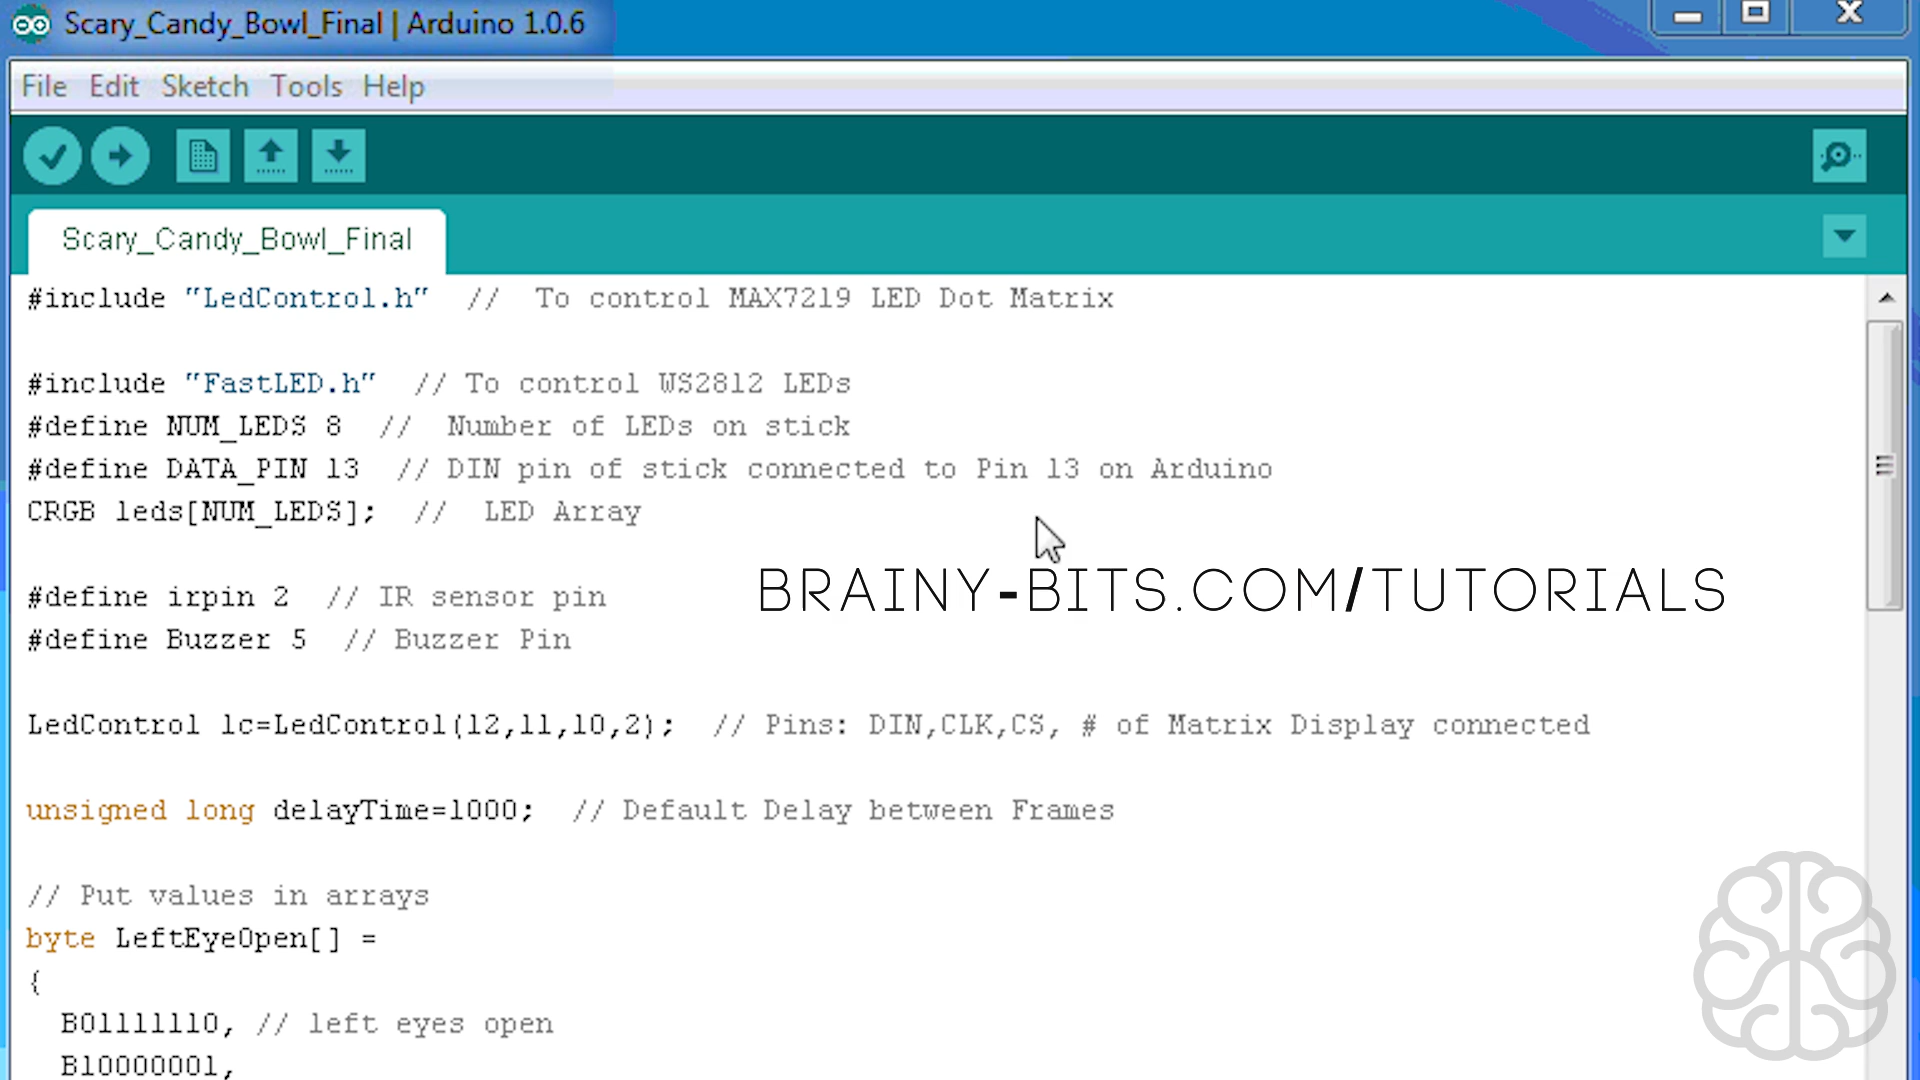 Scary_Candy_Bowl_Final | Arduino 1.0.6
File Edit Sketch Tools Help
Scary_Candy_Bowl_Final
#include "LedControl.h"  //  To control MAX7219 LED Dot Matrix
#include "FastLED.h"  // To control WS2812 LEDs
#define NUM_LEDS 8  //  Number of LEDs on stick
#define DATA_PIN 13  // DIN pin of stick connected to Pin 13 on Arduino
CRGB leds[NUM_LEDS];  //  LED Array
#define irpin 2  // IR sensor pin
BRAINY-BITS.COM/TUTORIALS
#define Buzzer 5  // Buzzer Pin
LedControl lc=LedControl(12,11,10,2);  // Pins: DIN,CLK,CS, # of Matrix Display connected
unsigned long delayTime=1000;  // Default Delay between Frames
// Put values in arrays
byte LeftEyeOpen[] =
{
B01111110, // left eyes open
B10000001,